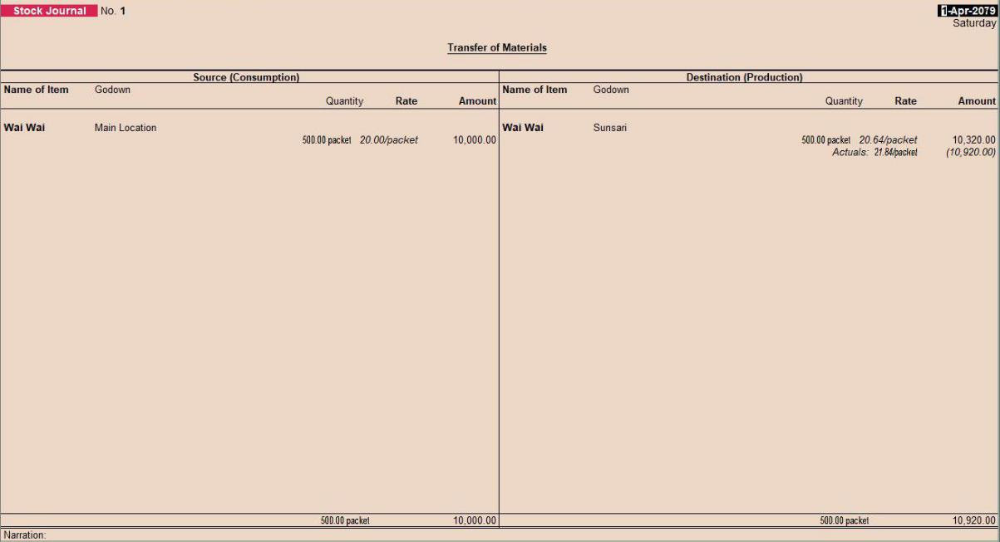 Stock Journal No. 1 1-Apr-2079
Saturday
Transfer of Materials
Source (Consumption) Destination (Production)
Name of Item Godown Name of Item Godown
Quantity Rate Amount Quantity Rate Amount
Wai Wai Main Location Wai Wai Sunsari
500.00 packet 20.00/packet 10,000.00 500.00 packet 20.64/packet 10,320.00
Actuals: 21.84/packet (10,920.00)
500.00 packet 10,000.00 500.00 packet 10,920.00
Narration: